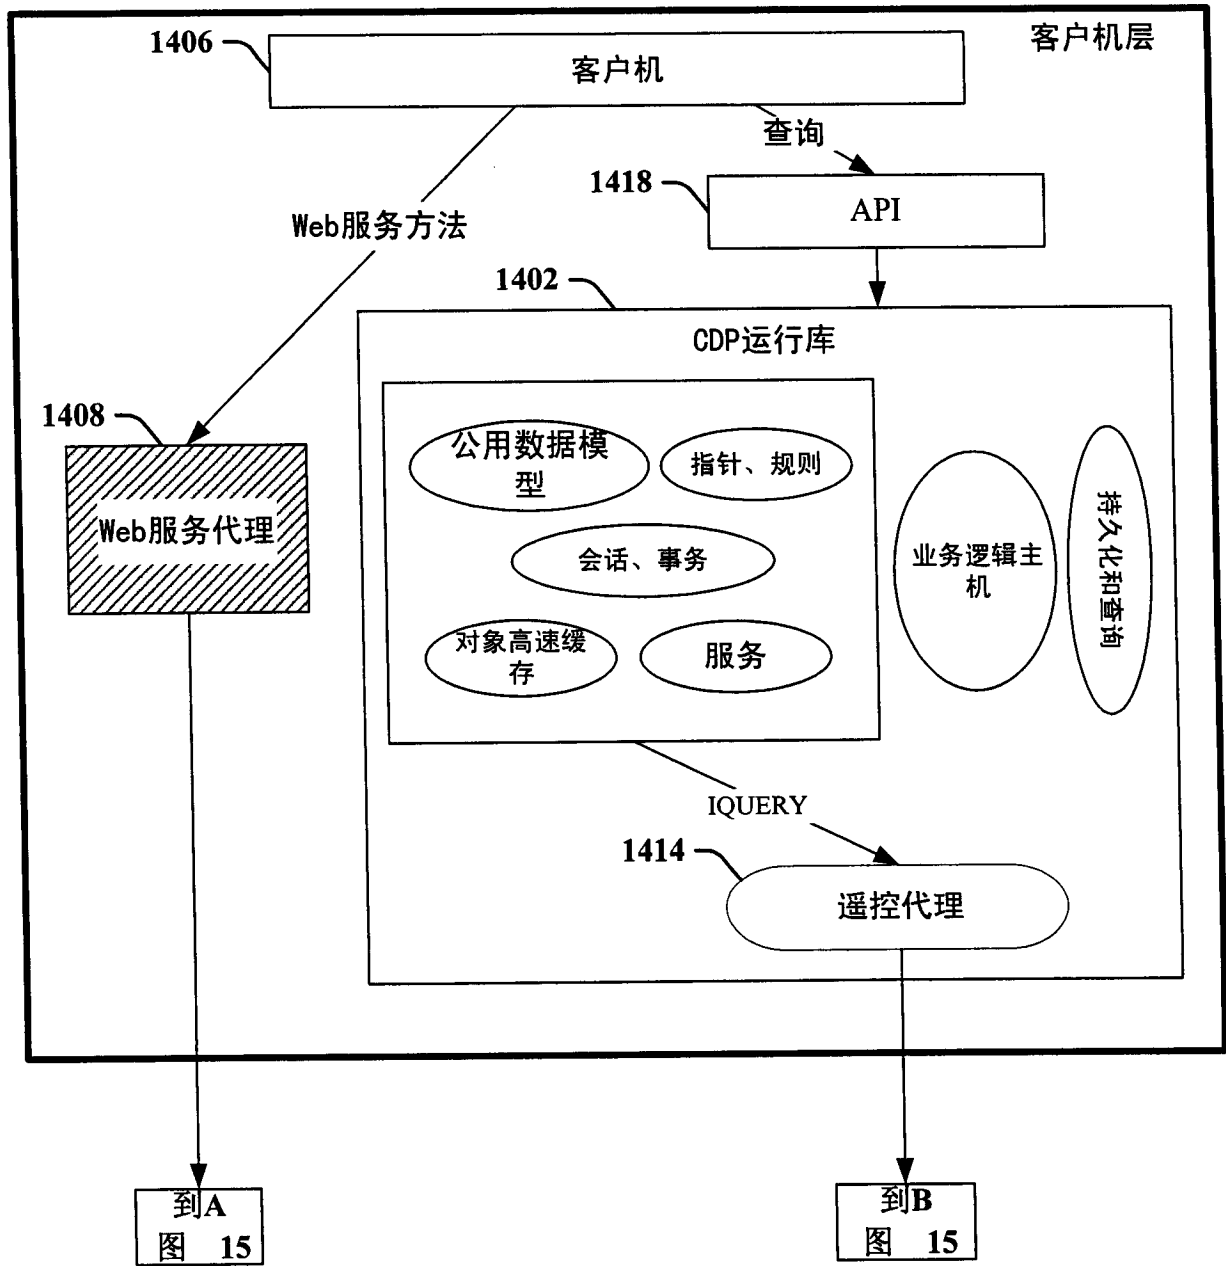 客户机层
1406
客户机
查询
1418
API
Web服务方法
1402
CDP运行库
1408
Web服务代理
公用数据模
型
指针、规则
会话、事务
对象高速缓
存
服务
业务逻辑主
机
持久化和查询
IQUERY
1414
遥控代理
到A
图 15
到B
图 15